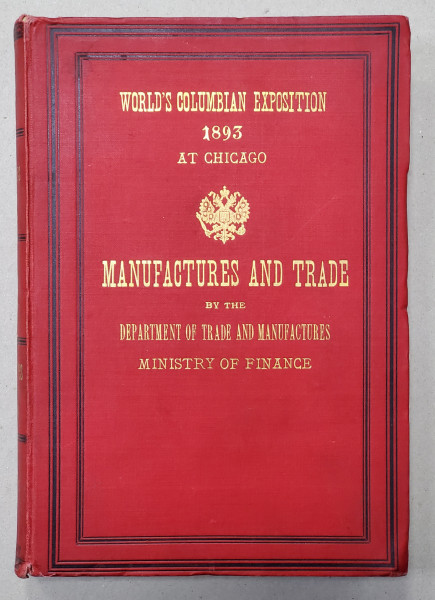 WORLD'S COLUMBIAN EXPOSITION
1893
AT CHICAGO
MANUFACTURES AND TRADE
BY THE
DEPARTMENT OF TRADE AND MANUFACTURES
MINISTRY OF FINANCE